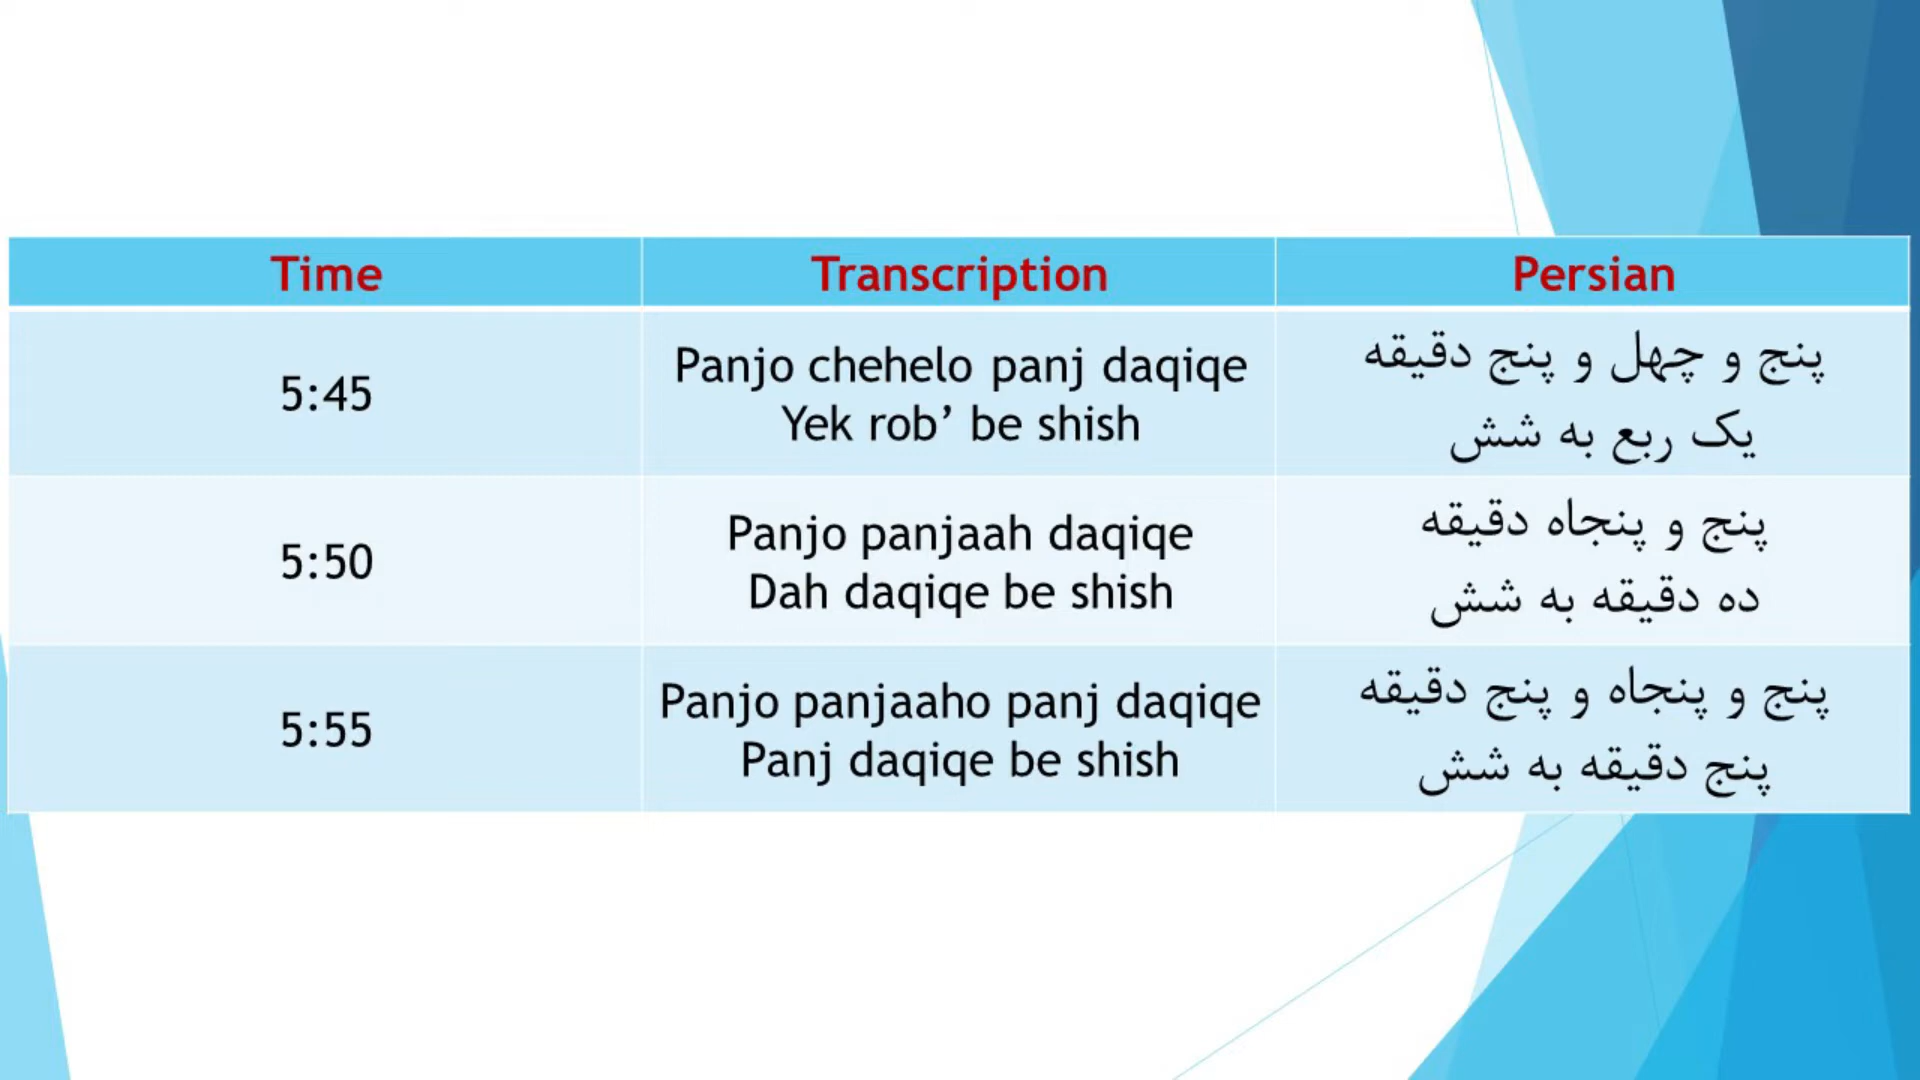 Time
Transcription
Persian
5:45
Panjo chehelo panj daqiqe
Yek rob’ be shish
پنج و چهل و پنج دقیقه
یک ربع به شش
5:50
Panjo panjaah daqiqe
Dah daqiqe be shish
پنج و پنجاه دقیقه
ده دقیقه به شش
5:55
Panjo panjaaho panj daqiqe
Panj daqiqe be shish
پنج و پنجاه و پنج دقیقه
پنج دقیقه به شش